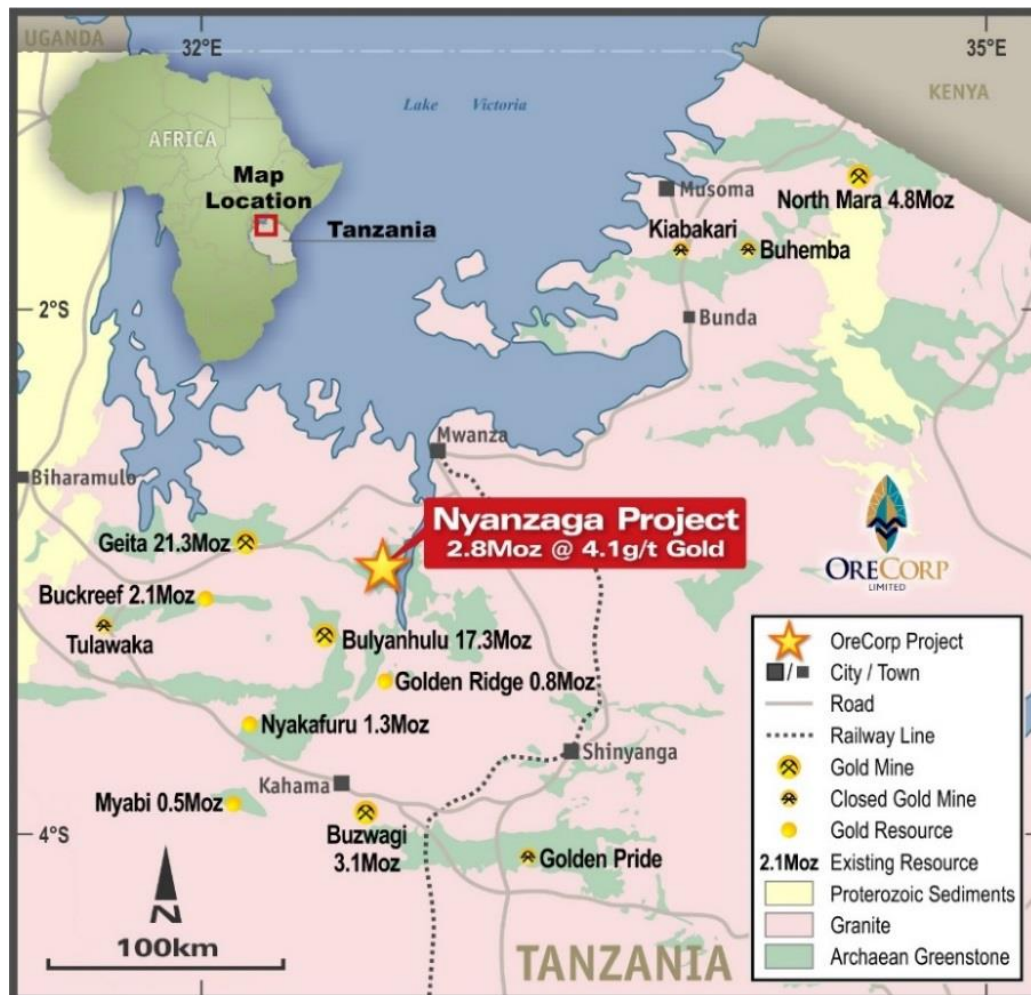 UGANDA
32°E
35°E
KENYA
Lake Victoria
AFRICA
Map
Location
Tanzania
Musoma
North Mara 4.8Moz
Kiabakari
Buhemba
2°S
Bunda
Mwanza
Biharamulo
Nyanzaga Project
2.8Moz @ 4.1g/t Gold
Geita 21.3Moz
Buckreef 2.1Moz
Tulawaka
Bulyanhulu 17.3Moz
Golden Ridge 0.8Moz
Nyakafuru 1.3Moz
Shinyanga
Kahama
Myabi 0.5Moz
Buzwagi
3.1Moz
4°S
Golden Pride
N
100km
TANZANIA
ORECORP
LIMITED
OreCorp Project
/ City / Town
Road
Railway Line
Gold Mine
Closed Gold Mine
Gold Resource
2.1Moz Existing Resource
Proterozoic Sediments
Granite
Archaean Greenstone